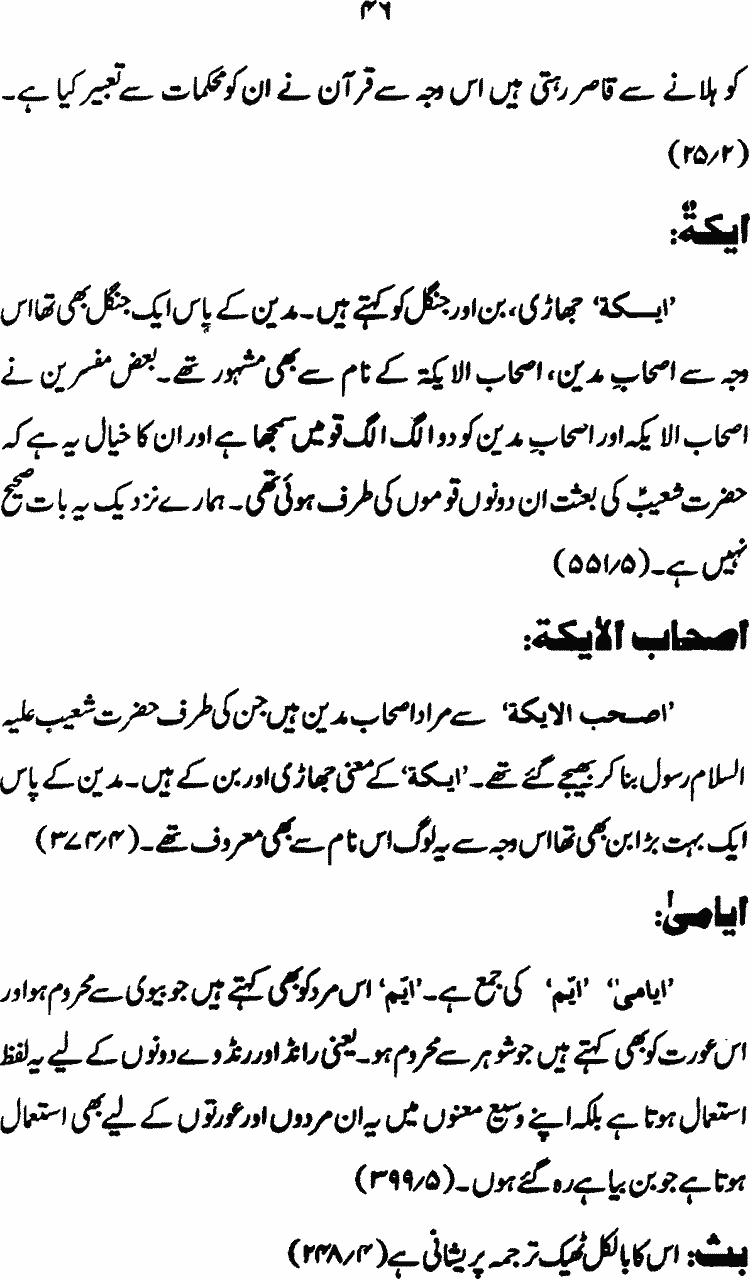 ۴۶
کو ہلانے سے قاصر رہتی ہیں اس وجہ سے قرآن نے ان کو محکمات سے تعبیر کیا ہے۔
(۲۵/۲)
ایکۃٌ:
'ایکة' جھاڑی، بن اور جنگل کو کہتے ہیں۔ مدین کے پاس ایک جنگل بھی تھا اس
وجہ سے اصحابِ مدین، اصحاب الایکۃ کے نام سے بھی مشہور تھے۔ بعض مفسرین نے
اصحاب الایکہ اور اصحابِ مدین کو دو الگ الگ قومیں سمجھا ہے اور ان کا خیال یہ ہے کہ
حضرت شعیبؑ کی بعثت ان دونوں قوموں کی طرف ہوئی تھی۔ ہمارے نزدیک یہ بات صحیح
نہیں ہے۔ (۵۵۱/۵)
اصحاب الایکة:
'اصحب الایکة' سے مراد اصحاب مدین ہیں جن کی طرف حضرت شعیب علیہ
السلام رسول بنا کر بھیجے گئے تھے۔ 'ایکة' کے معنی جھاڑی اور بن کے ہیں۔ مدین کے پاس
ایک بہت بڑا بن بھی تھا اس وجہ سے یہ لوگ اس نام سے بھی معروف تھے۔ (۳۷۴/۴)
ایامیٰ:
'ایامی' 'ایّم' کی جمع ہے۔ 'ایّم' اس مرد کو بھی کہتے ہیں جو بیوی سے محروم ہو اور
اس عورت کو بھی کہتے ہیں جو شوہر سے محروم ہو۔ یعنی رانڈ اور رنڈوے دونوں کے لیے یہ لفظ
استعمال ہوتا ہے بلکہ اپنے وسیع معنوں میں یہ ان مردوں اور عورتوں کے لیے بھی استعمال
ہوتا ہے جو بن بیاہے رہ گئے ہوں۔ (۳۹۹/۵)
بث: اس کا بالکل ٹھیک ترجمہ پریشانی ہے (۲۴۸/۴)